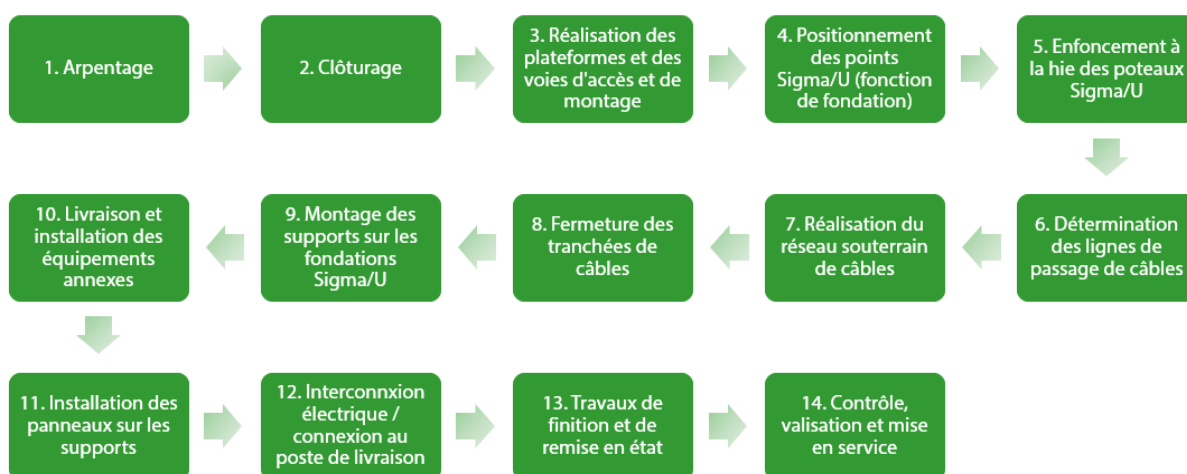 1. Arpentage
2. Clôturage
3. Réalisation des
plateformes et des
voies d'accès et de
montage
4. Positionnement
des points
Sigma/U (fonction
de fondation)
5. Enfoncement à
la hie des poteaux
Sigma/U
6. Détermination
des lignes de
passage de câbles
7. Réalisation du
réseau souterrain
de câbles
8. Fermeture des
tranchées de
câbles
9. Montage des
supports sur les
fondations
Sigma/U
10. Livraison et
installation des
équipements
annexes
11. Installation des
panneaux sur les
supports
12. Interconnxion
électrique /
connexion au
poste de livraison
13. Travaux de
finition et de
remise en état
14. Contrôle,
valisation et mise
en service